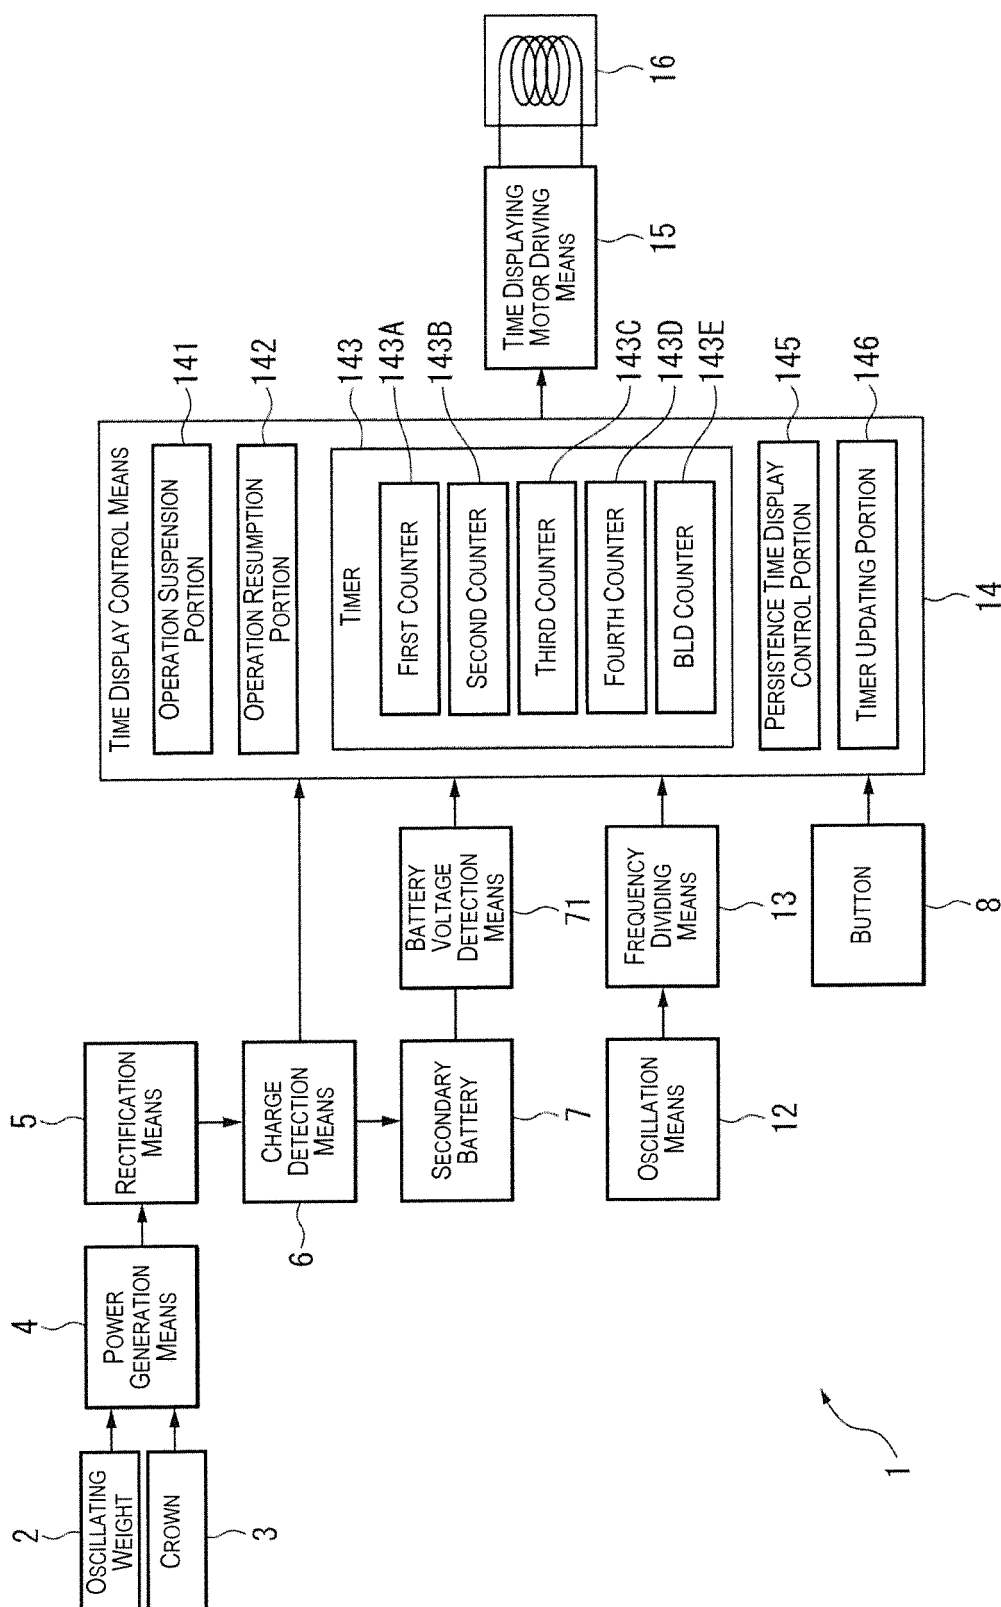 2
OSCILLATING
WEIGHT
CROWN
3
4
POWER
GENERATION
MEANS
5
RECTIFICATION
MEANS
CHARGE
DETECTION
MEANS
6
SECONDARY
BATTERY
7
BATTERY
VOLTAGE
DETECTION
MEANS
71
OSCILLATION
MEANS
12
FREQUENCY
DIVIDING
MEANS
13
BUTTON
8
TIME DISPLAY CONTROL MEANS
OPERATION SUSPENSION
PORTION
141
OPERATION RESUMPTION
PORTION
142
TIMER
143
FIRST COUNTER
143A
SECOND COUNTER
143B
THIRD COUNTER
143C
FOURTH COUNTER
143D
BLD COUNTER
143E
PERSISTENCE TIME DISPLAY
CONTROL PORTION
145
TIMER UPDATING PORTION
146
14
TIME DISPLAYING
MOTOR DRIVING
MEANS
15
16
1